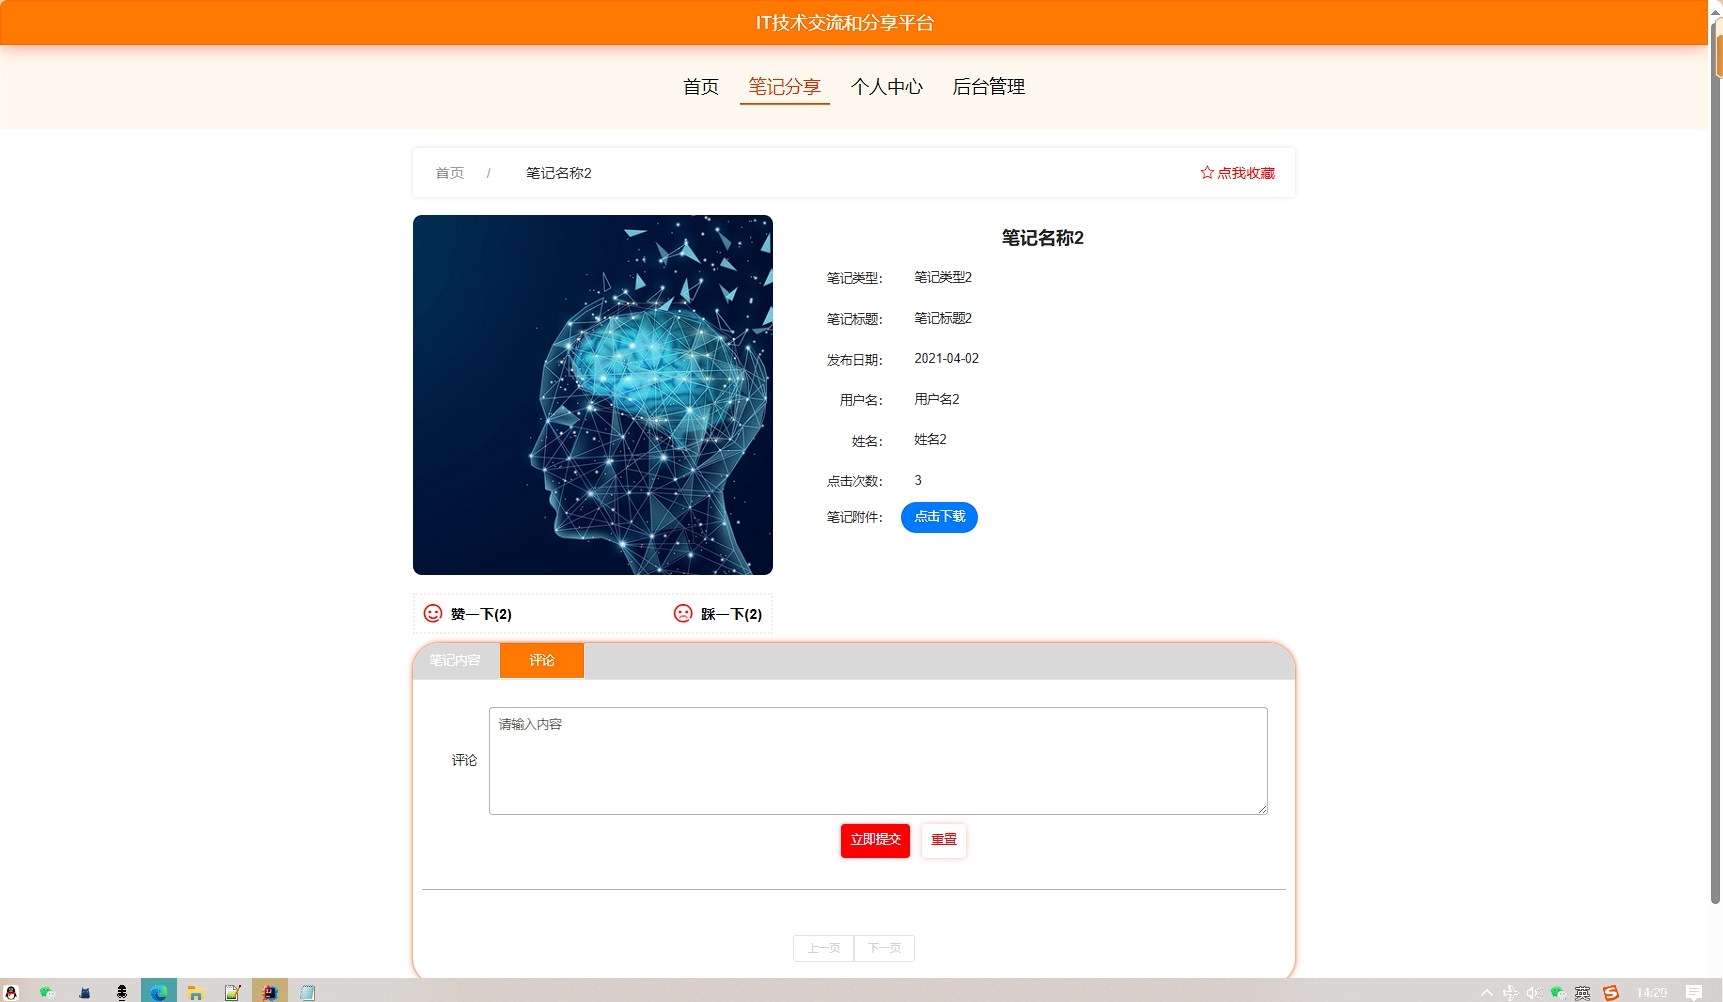 IT技术交流和分享平台
首页 笔记分享 个人中心 后台管理
首页 / 笔记名称2 点我收藏
笔记名称2
笔记类型： 笔记类型2
笔记标题： 笔记标题2
发布日期： 2021-04-02
用户名： 用户名2
姓名： 姓名2
点击次数： 3
笔记附件： 点击下载
赞一下(2) 踩一下(2)
笔记内容 评论
评论 请输入内容
立即提交 重置
上一页 下一页
英 14:26